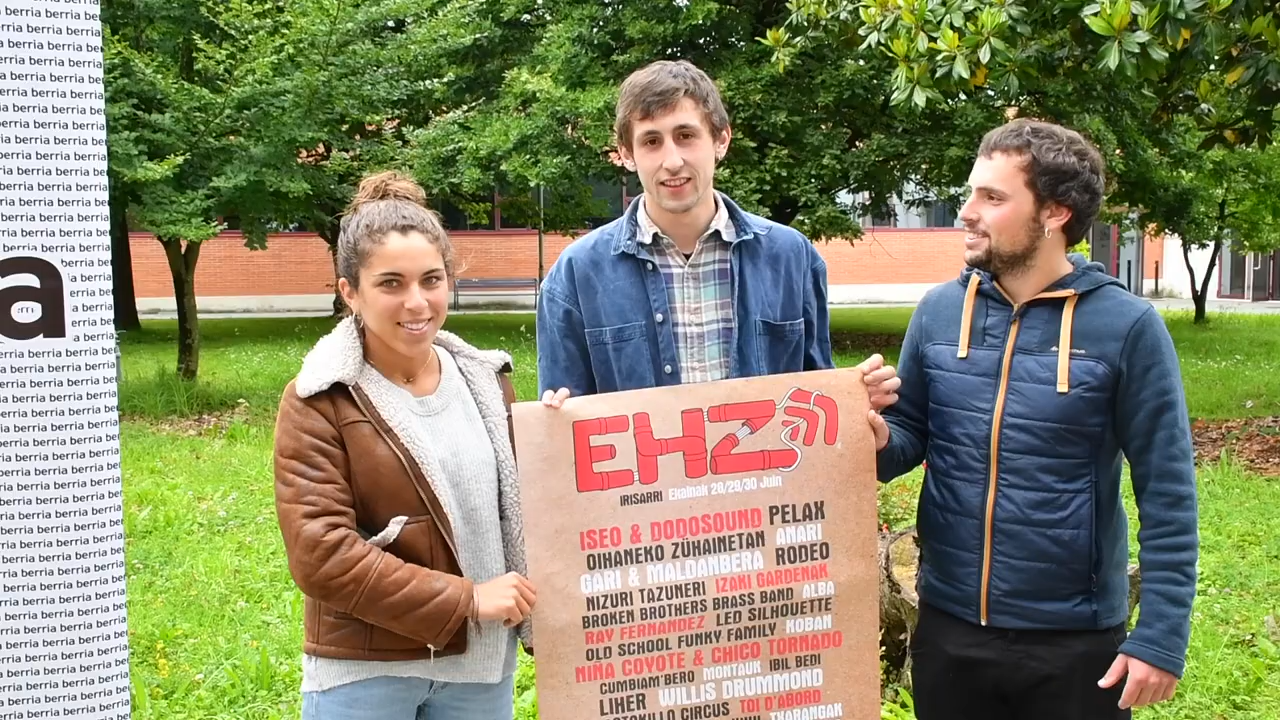 berria berria berria
a
EHZ
IRISARRI Ekainak 28/29/30 Juin
ISEO & DODOSOUND PELAX
OIHANEKO ZUHAINETAN ANARI
GARI & MALDANBERA RODEO
NIZURI TAZUNERI IZAKI GARDENAK
BROKEN BROTHERS BRASS BAND ALBA
RAY FERNANDEZ LED SILHOUETTE
OLD SCHOOL FUNKY FAMILY KOBAN
NIÑA COYOTE & CHICO TORNADO
CUMBIAM'BERO MONTAUK IBIL BEDI
LIHER WILLIS DRUMMOND
CIRCUS TOI D'ABORD
TXARANGAK